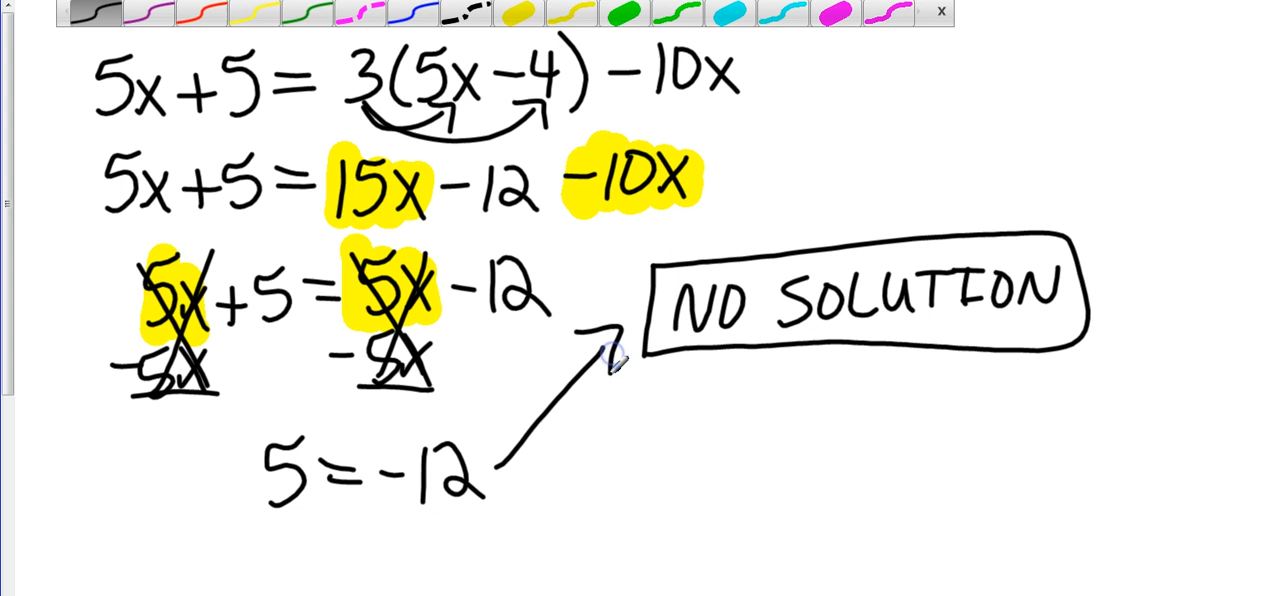 x
5x+5=3(5x-4)-10x
5x+5=15x-12-10x
5x+5=5x-12
-5x -5x
NO SOLUTION
5=-12